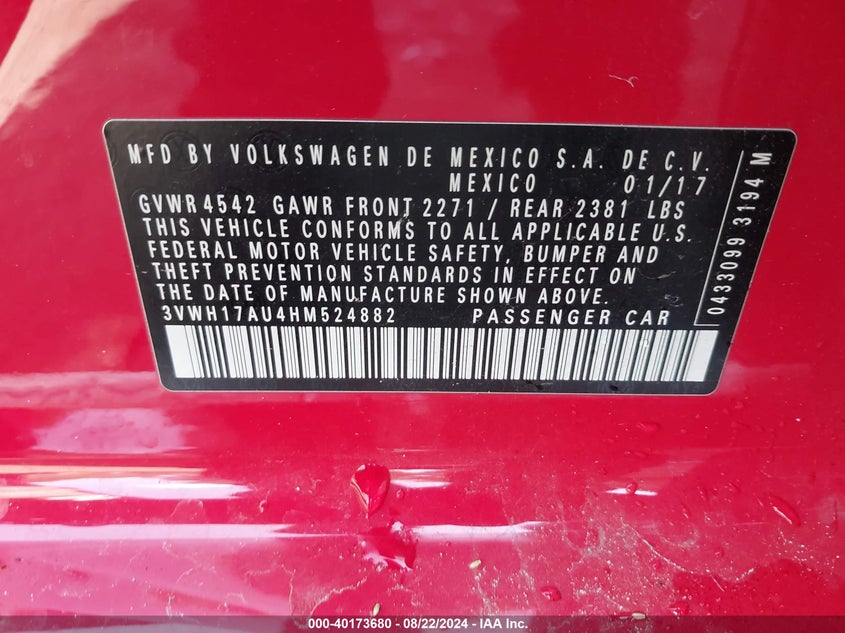 MFD BY VOLKSWAGEN DE MEXICO S.A. DE C.V.
MEXICO 01/17
GVWR 4542 GAWR FRONT 2271 / REAR 2381 LBS
THIS VEHICLE CONFORMS TO ALL APPLICABLE U.S.
FEDERAL MOTOR VEHICLE SAFETY, BUMPER AND
THEFT PREVENTION STANDARDS IN EFFECT ON
THE DATE OF MANUFACTURE SHOWN ABOVE.
3VWH17AU4HM524882 PASSENGER CAR
0433099 3194 M
000-40173680 - 08/22/2024 - IAA Inc.